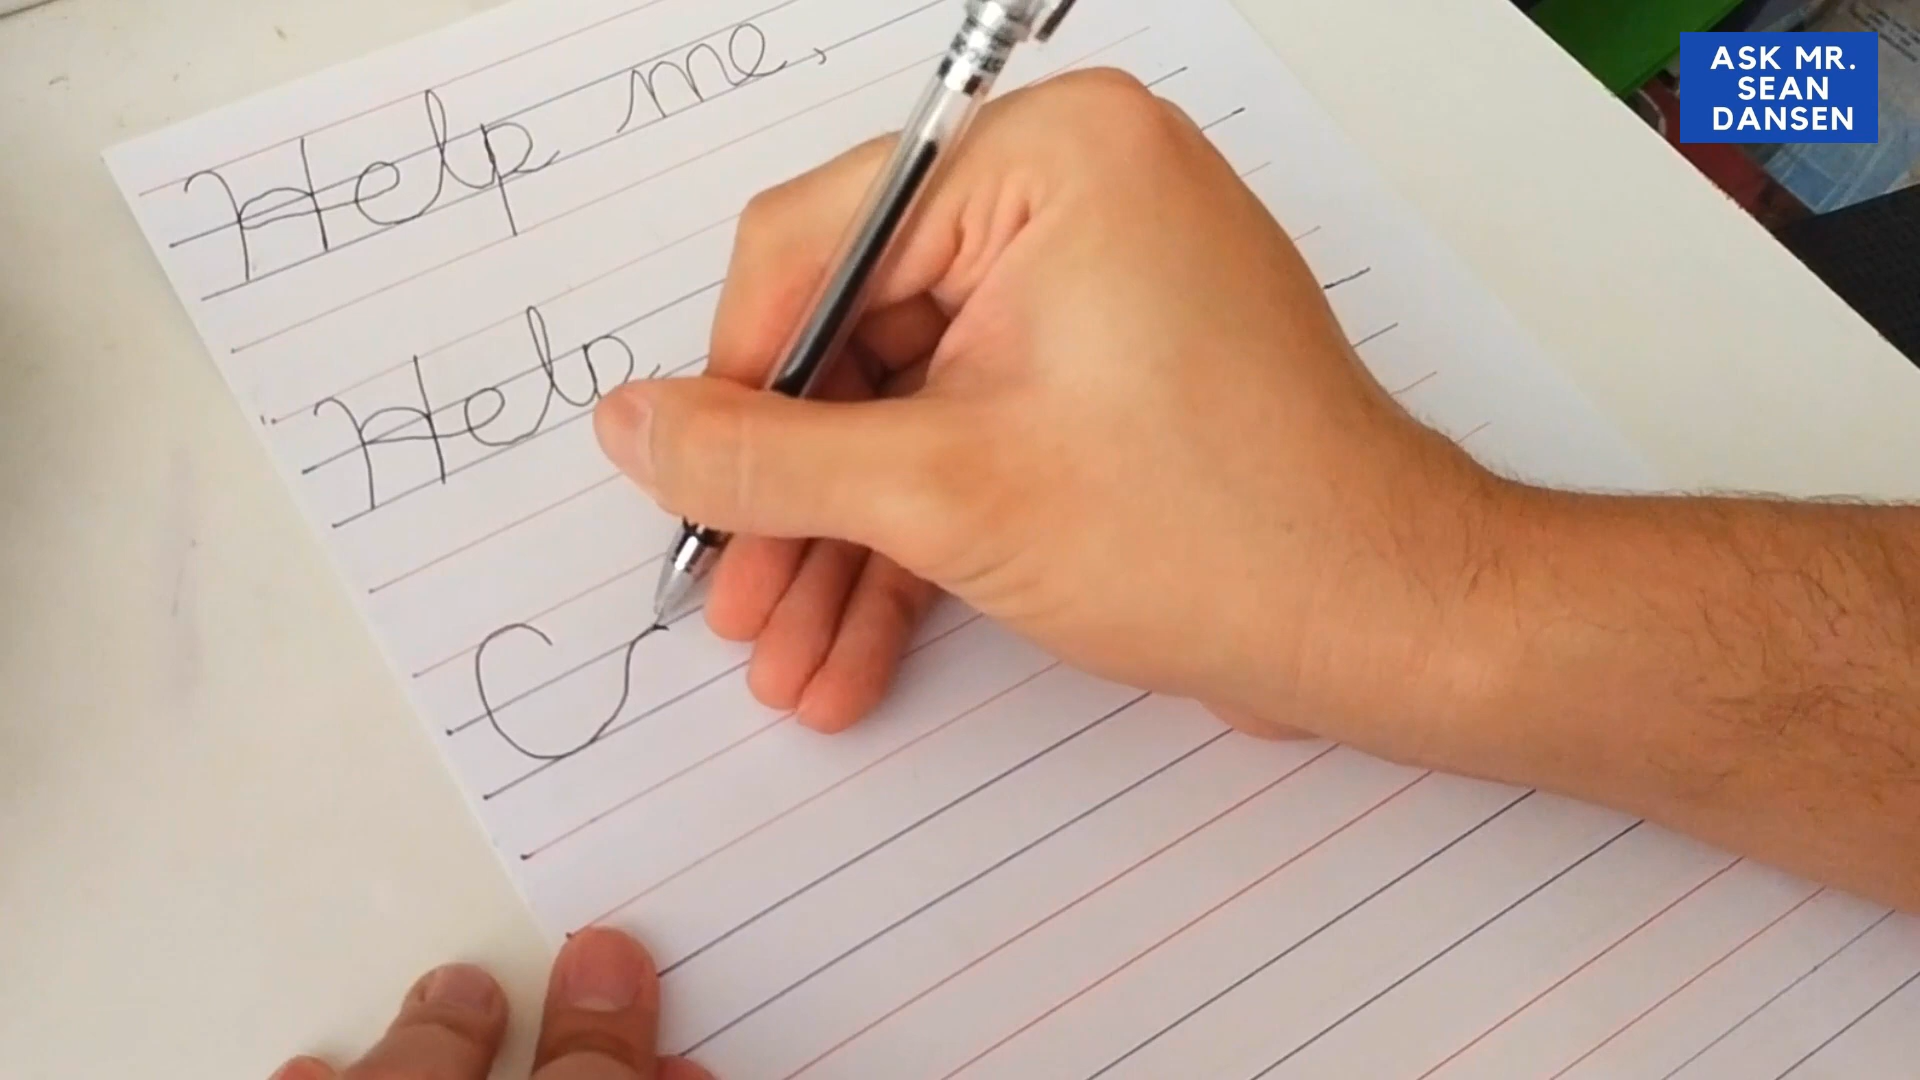 Help me,
Help
C
ASK MR.
SEAN
DANSEN